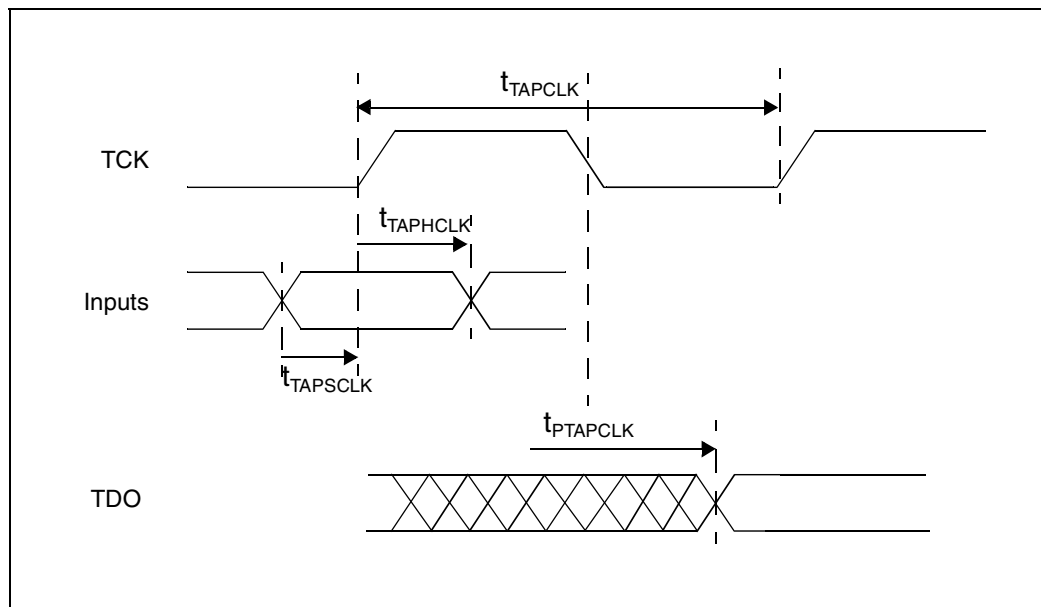 tTAPCLK
TCK
tTAPHCLK
Inputs
tTAPSCLK
tPTAPCLK
TDO